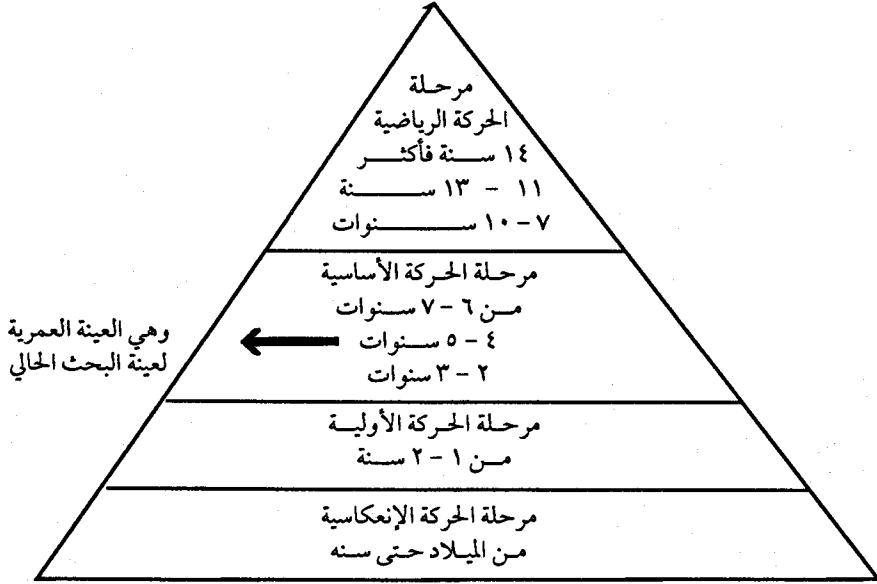 مرحلة
الحركة الرياضية
١٤ سنة فأكثر
١١ - ١٣ سنة
٧ - ١٠ سنوات
مرحلة الحركة الأساسية
من ٦ - ٧ سنوات
٤ - ٥ سنوات
٢ - ٣ سنوات
وهي العينة العمرية
لعينة البحث الحالي
مرحلة الحركة الأولية
من ١ - ٢ سنة
مرحلة الحركة الإنعكاسية
من الميلاد حتى سنه